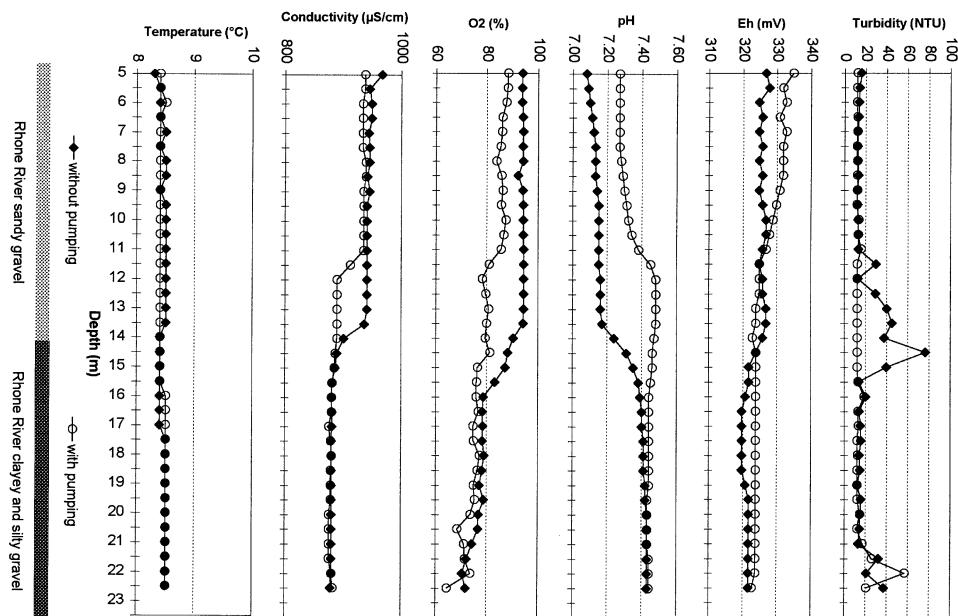 Temperature (°C)
8 9 10
Conductivity (µS/cm)
800 1000
O2 (%)
60 80 100
pH
7.00 7.20 7.40 7.60
Eh (mV)
310 320 330 340
Turbidity (NTU)
0 20 40 60 80 100
5
6
7
8
9
10
11
12
13
14
15
16
17
18
19
20
21
22
23
Depth (m)
without pumping
with pumping
Rhone River sandy gravel
Rhone River clayey and silty gravel